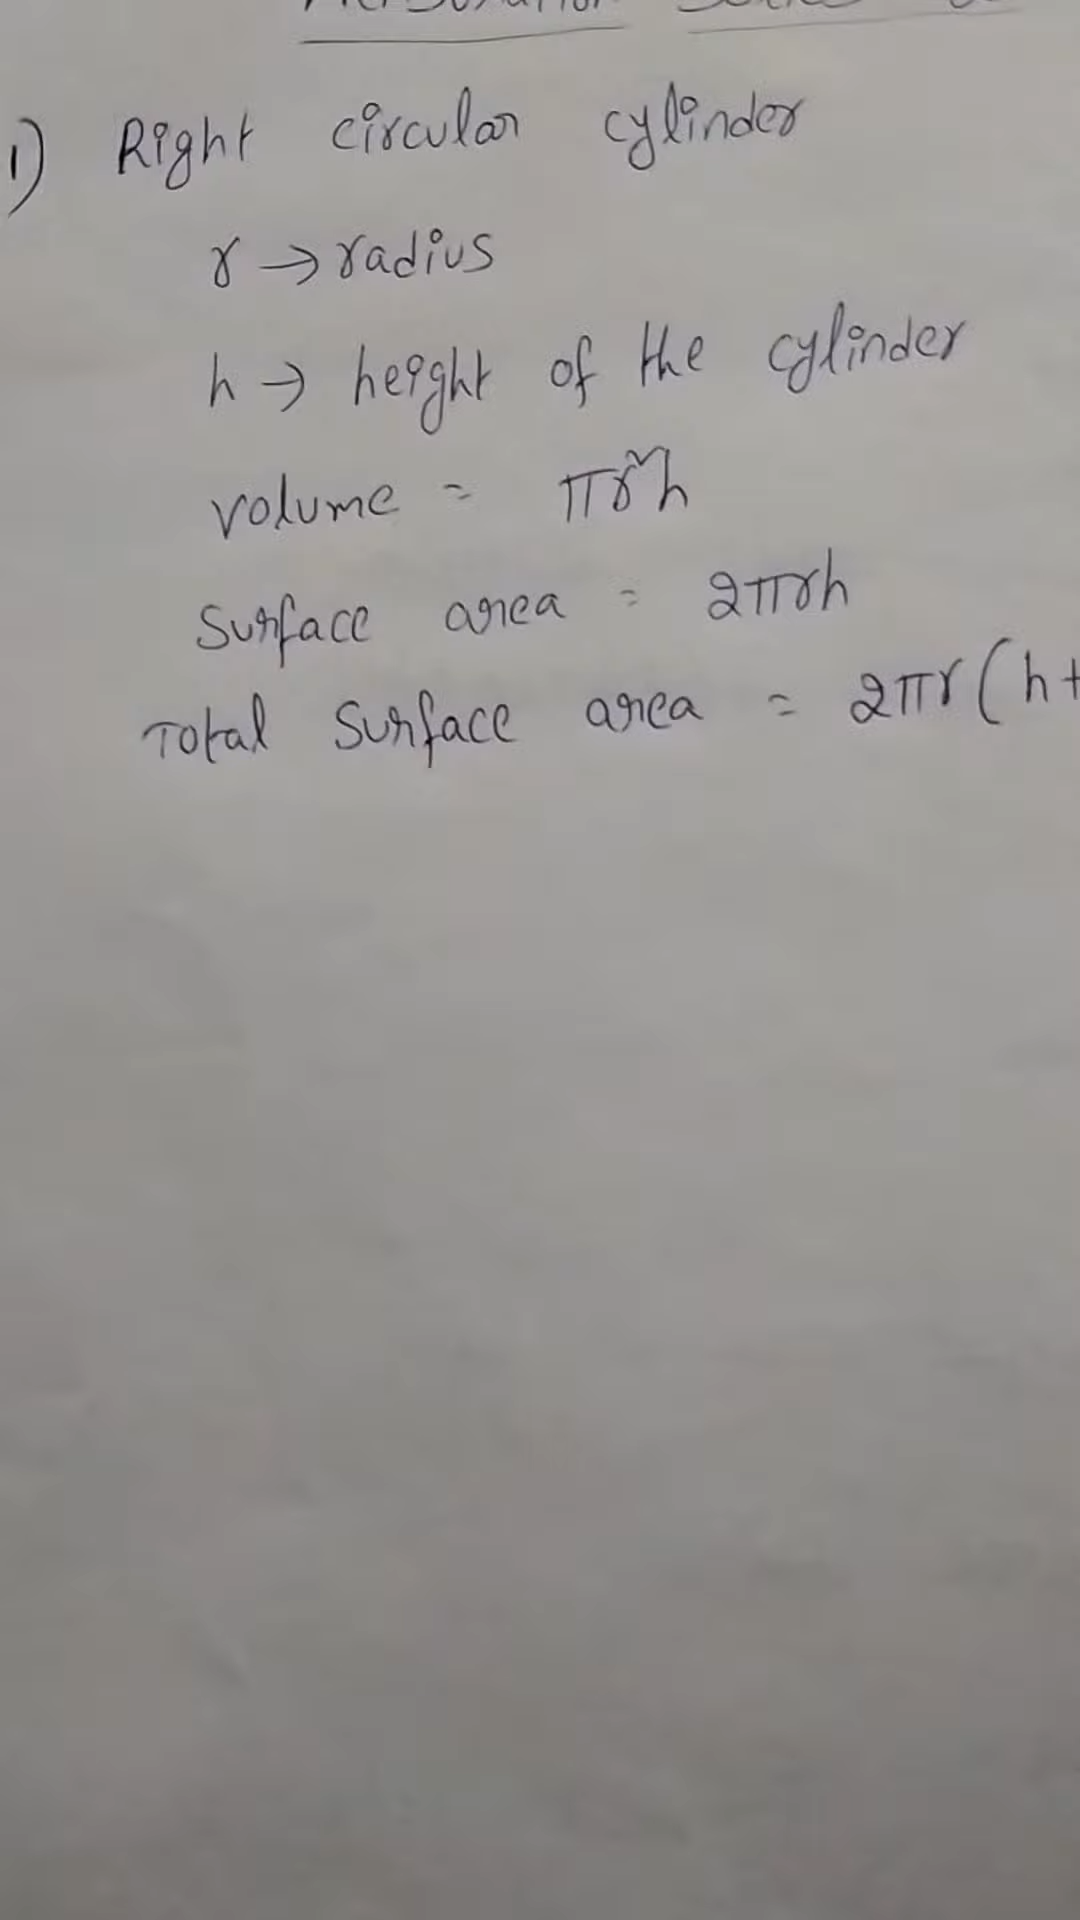 1) Right circular cylinder
r → radius
h → height of the cylinder
volume = πr²h
Surface area = 2πrh
Total Surface area = 2πr(h+